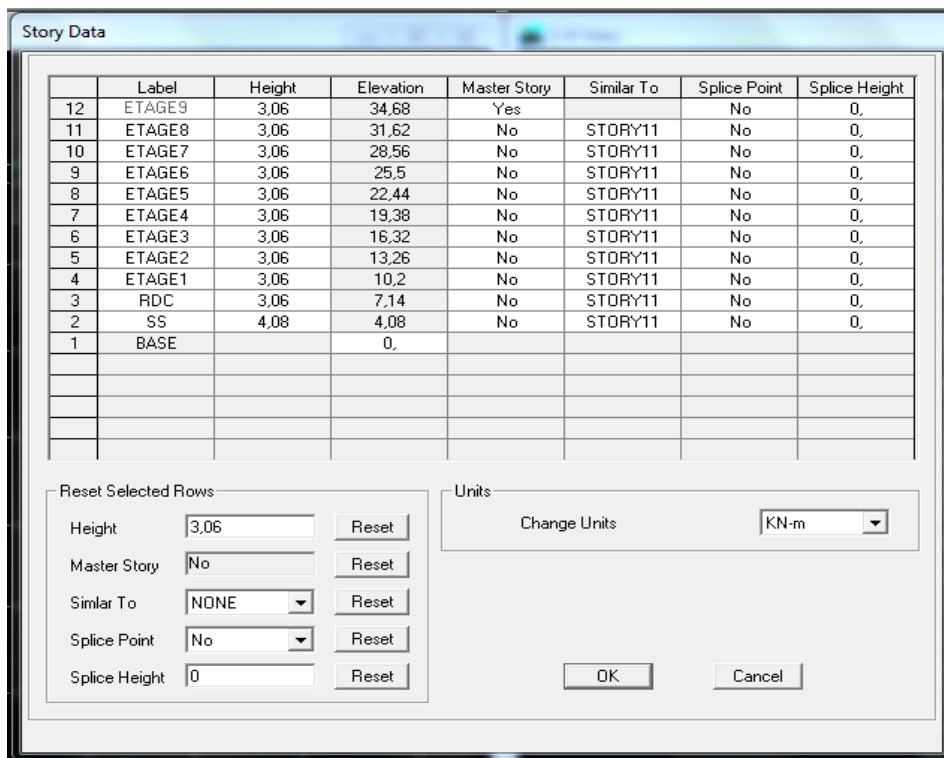 Story Data
Label Height Elevation Master Story Similar To Splice Point Splice Height
12 ETAGE9 3,06 34,68 Yes No 0,
11 ETAGE8 3,06 31,62 No STORY11 No 0,
10 ETAGE7 3,06 28,56 No STORY11 No 0,
9 ETAGE6 3,06 25,5 No STORY11 No 0,
8 ETAGE5 3,06 22,44 No STORY11 No 0,
7 ETAGE4 3,06 19,38 No STORY11 No 0,
6 ETAGE3 3,06 16,32 No STORY11 No 0,
5 ETAGE2 3,06 13,26 No STORY11 No 0,
4 ETAGE1 3,06 10,2 No STORY11 No 0,
3 RDC 3,06 7,14 No STORY11 No 0,
2 SS 4,08 4,08 No STORY11 No 0,
1 BASE 0,
Reset Selected Rows
Height 3,06 Reset
Master Story No Reset
Simlar To NONE Reset
Splice Point No Reset
Splice Height 0 Reset
Units
Change Units KN-m
OK Cancel